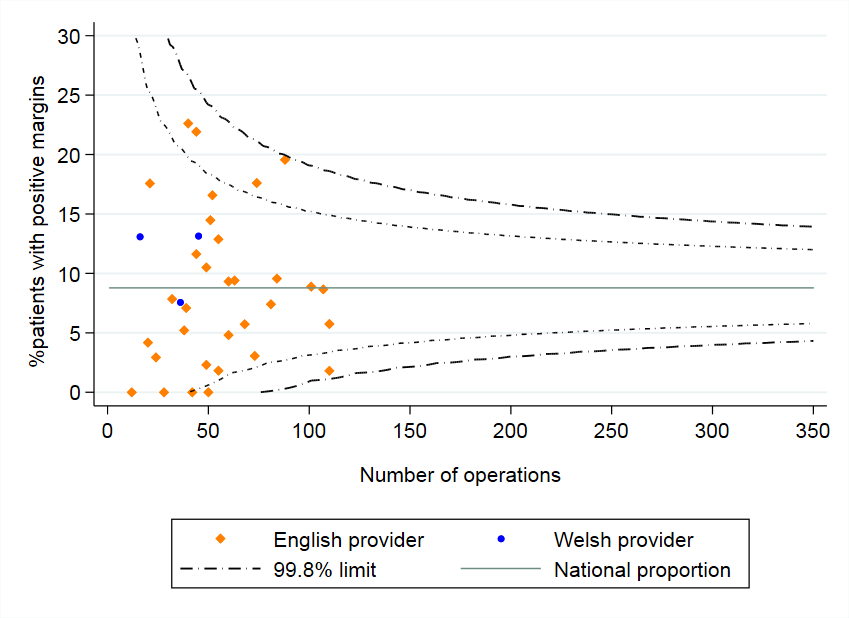 %patients with positive margins
30
25
20
15
10
5
0
0 50 100 150 200 250 300 350
Number of operations
English provider Welsh provider
99.8% limit National proportion